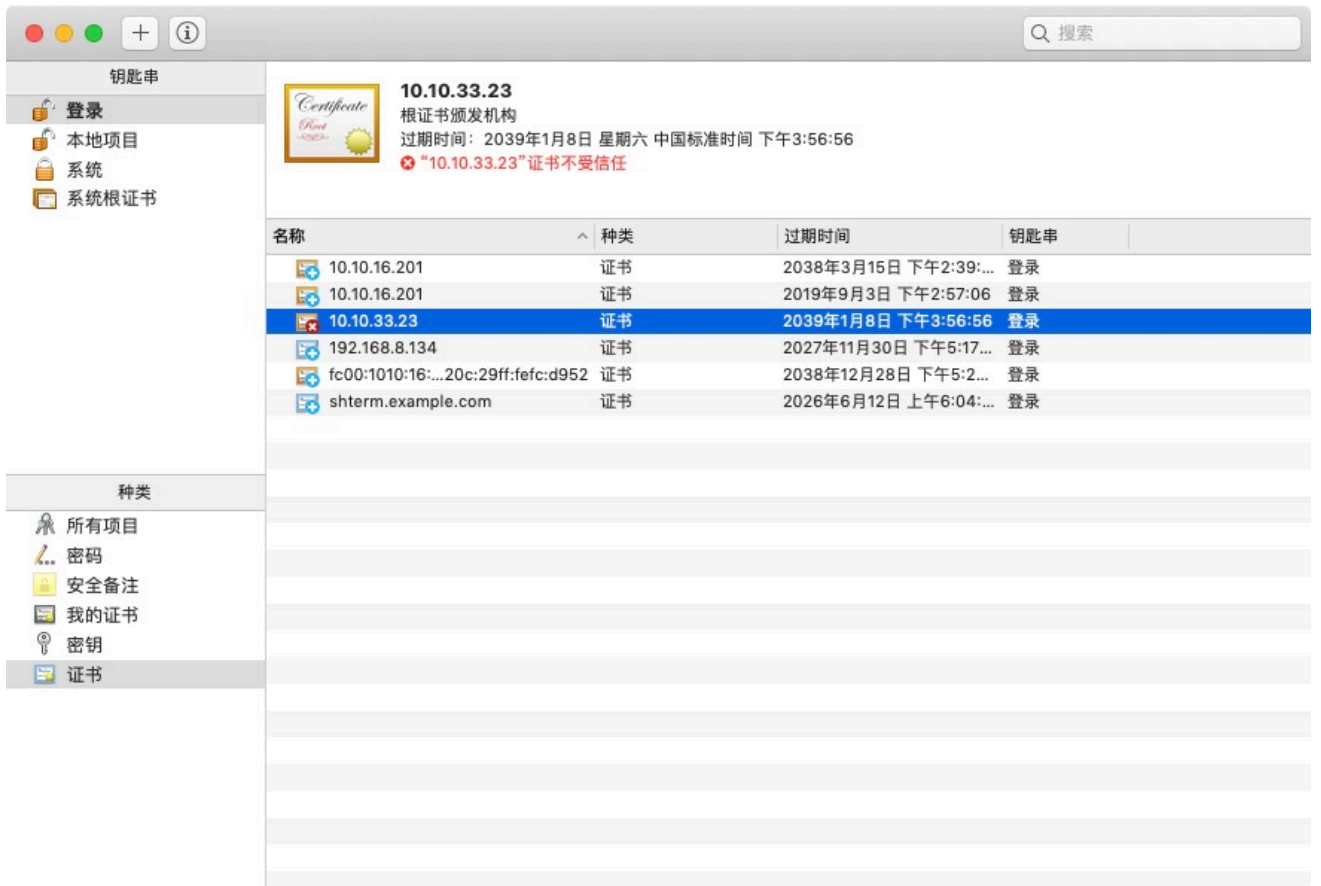 搜索
钥匙串
登录
本地项目
系统
系统根证书
Certificate
Root
10.10.33.23
根证书颁发机构
过期时间：2039年1月8日 星期六 中国标准时间 下午3:56:56
“10.10.33.23”证书不受信任
名称 种类 过期时间 钥匙串
10.10.16.201 证书 2038年3月15日 下午2:39:... 登录
10.10.16.201 证书 2019年9月3日 下午2:57:06 登录
10.10.33.23 证书 2039年1月8日 下午3:56:56 登录
192.168.8.134 证书 2027年11月30日 下午5:17... 登录
fc00:1010:16:...20c:29ff:fefc:d952 证书 2038年12月28日 下午5:2... 登录
shterm.example.com 证书 2026年6月12日 上午6:04:... 登录
种类
所有项目
密码
安全备注
我的证书
密钥
证书